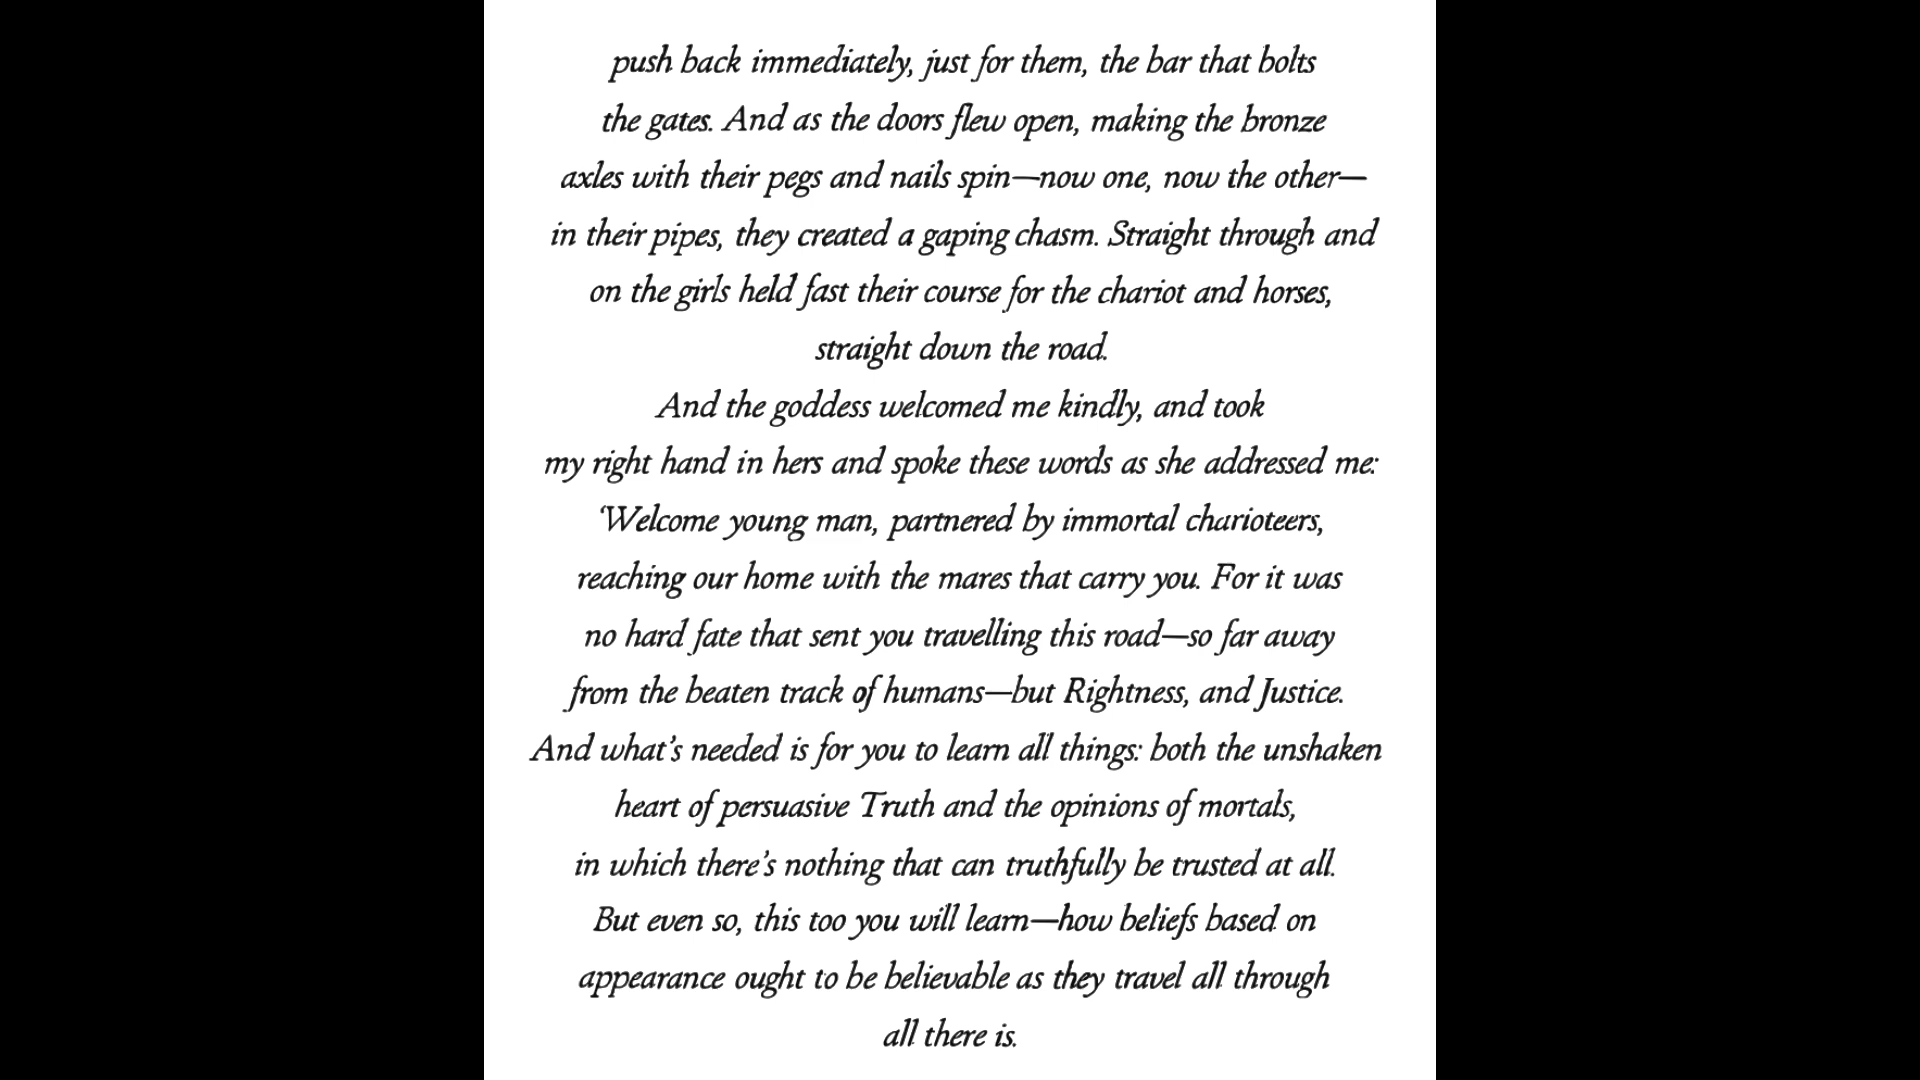 push back immediately, just for them, the bar that bolts
the gates. And as the doors flew open, making the bronze
axles with their pegs and nails spin—now one, now the other—
in their pipes, they created a gaping chasm. Straight through and
on the girls held fast their course for the chariot and horses,
straight down the road.
And the goddess welcomed me kindly, and took
my right hand in hers and spoke these words as she addressed me:
‘Welcome young man, partnered by immortal charioteers,
reaching our home with the mares that carry you. For it was
no hard fate that sent you travelling this road—so far away
from the beaten track of humans—but Rightness, and Justice.
And what’s needed is for you to learn all things: both the unshaken
heart of persuasive Truth and the opinions of mortals,
in which there’s nothing that can truthfully be trusted at all.
But even so, this too you will learn—how beliefs based on
appearance ought to be believable as they travel all through
all there is.